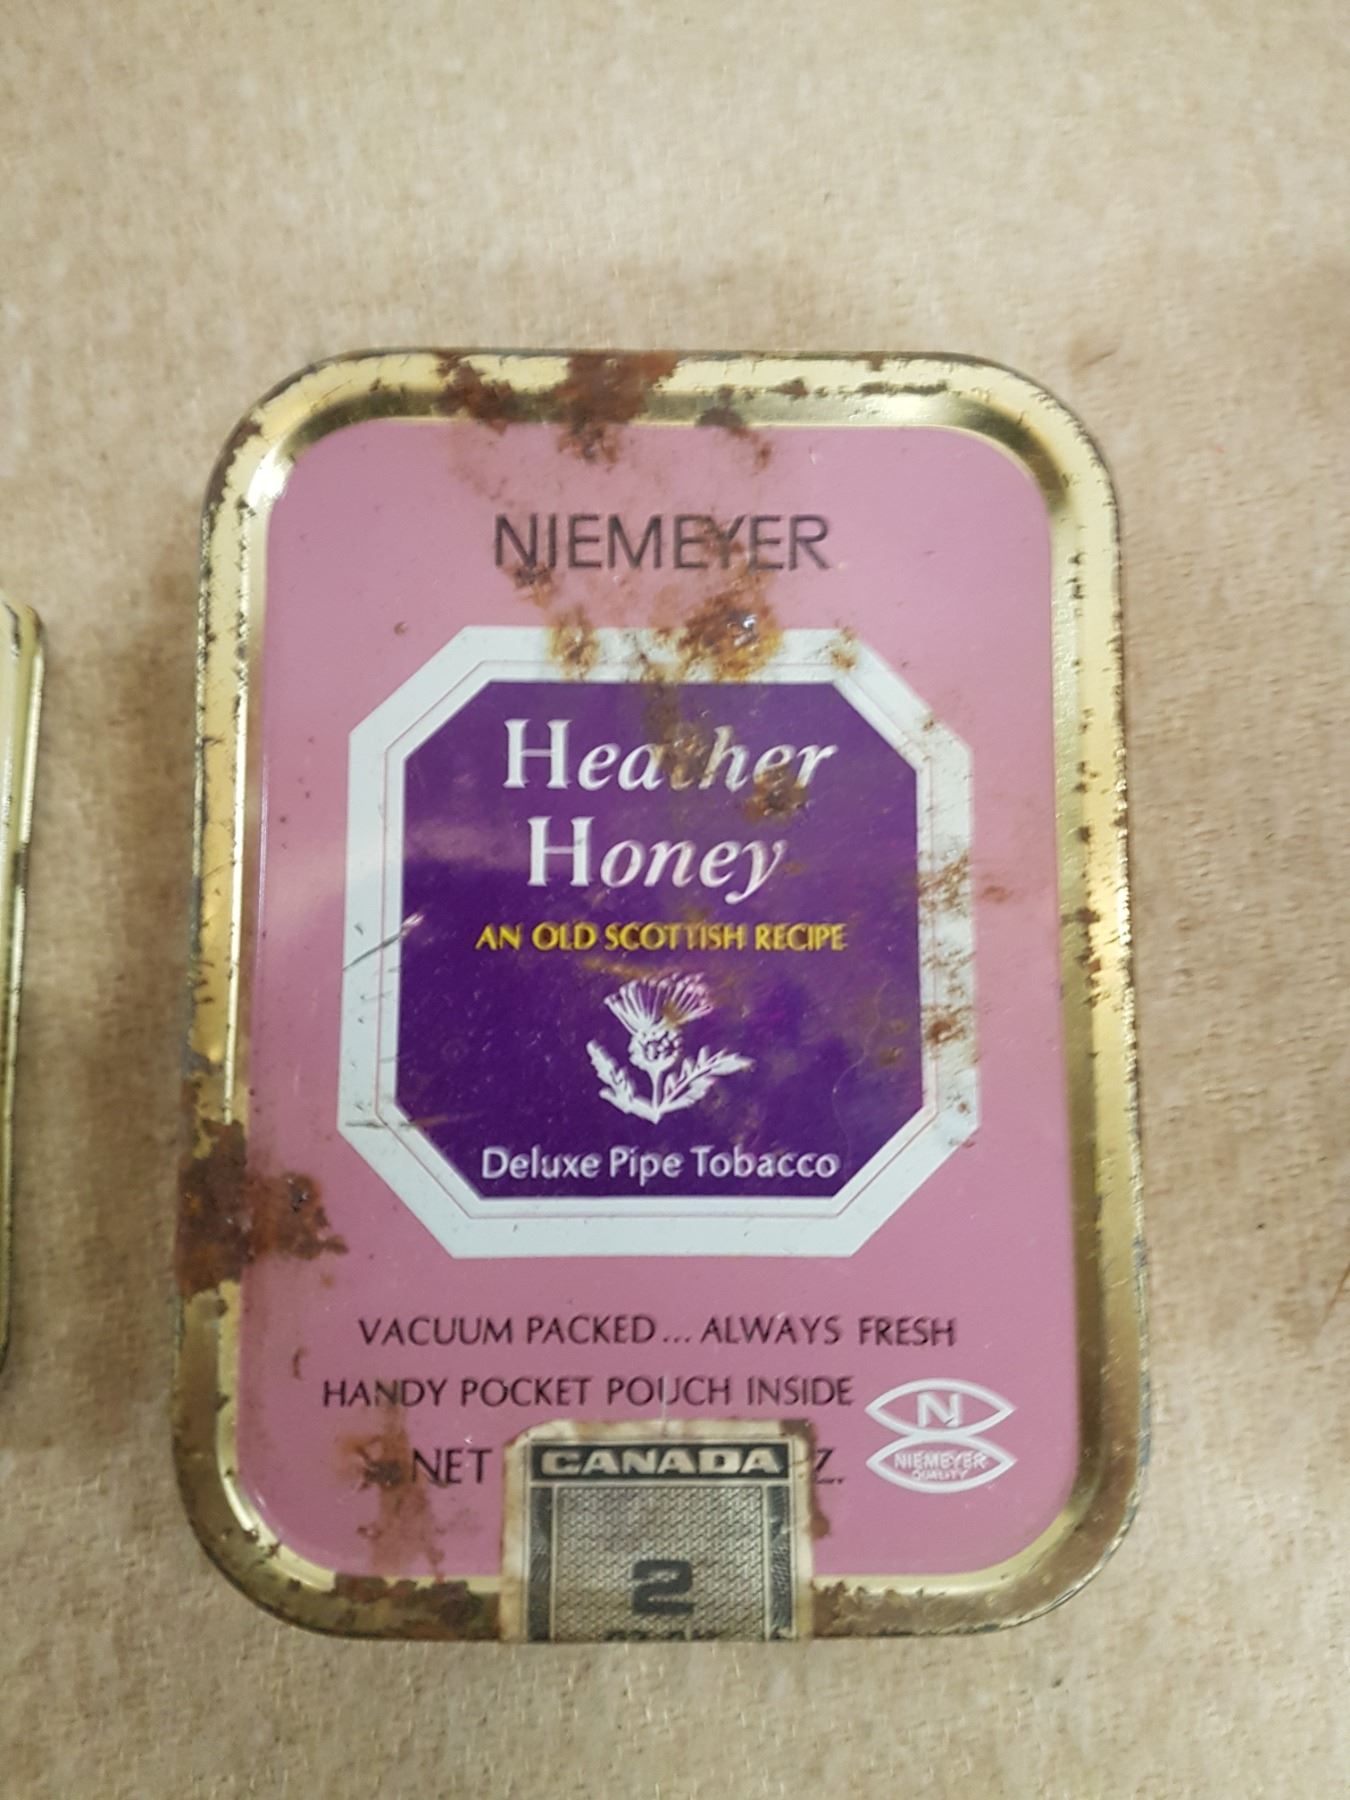 NIEMEYER
Heather
Honey
AN OLD SCOTTISH RECIPE
Deluxe Pipe Tobacco
VACUUM PACKED... ALWAYS FRESH
HANDY POCKET POUCH INSIDE
N
NIEMEYER
QUALITY
NET Z.
CANADA
2